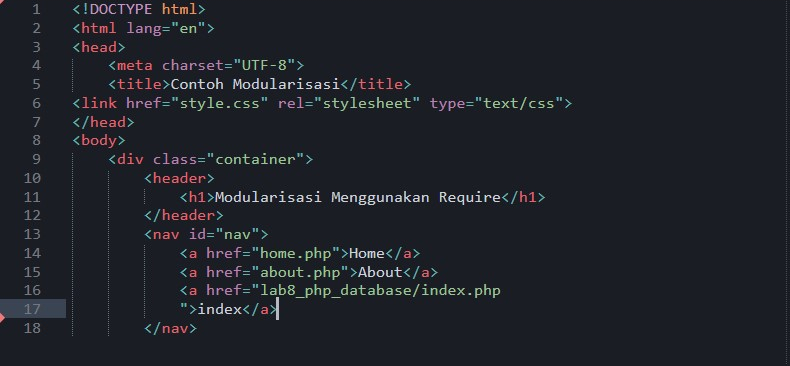 1 <!DOCTYPE html>
2 <html lang="en">
3 <head>
4     <meta charset="UTF-8">
5     <title>Contoh Modularisasi</title>
6 <link href="style.css" rel="stylesheet" type="text/css">
7 </head>
8 <body>
9     <div class="container">
10         <header>
11             <h1>Modularisasi Menggunakan Require</h1>
12         </header>
13         <nav id="nav">
14             <a href="home.php">Home</a>
15             <a href="about.php">About</a>
16             <a href="lab8_php_database/index.php
17             ">index</a>
18         </nav>